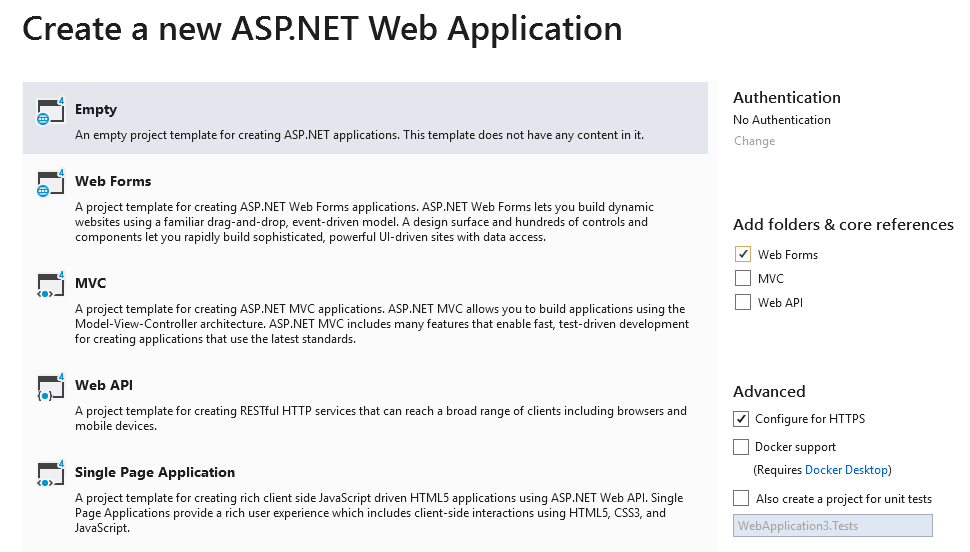 Create a new ASP.NET Web Application
4
Empty
An empty project template for creating ASP.NET applications. This template does not have any content in it.
4
Web Forms
A project template for creating ASP.NET Web Forms applications. ASP.NET Web Forms lets you build dynamic
websites using a familiar drag-and-drop, event-driven model. A design surface and hundreds of controls and
components let you rapidly build sophisticated, powerful UI-driven sites with data access.
4
MVC
A project template for creating ASP.NET MVC applications. ASP.NET MVC allows you to build applications using the
Model-View-Controller architecture. ASP.NET MVC includes many features that enable fast, test-driven development
for creating applications that use the latest standards.
4
Web API
A project template for creating RESTful HTTP services that can reach a broad range of clients including browsers and
mobile devices.
4
Single Page Application
A project template for creating rich client side JavaScript driven HTML5 applications using ASP.NET Web API. Single
Page Applications provide a rich user experience which includes client-side interactions using HTML5, CSS3, and
JavaScript.
Authentication
No Authentication
Change
Add folders & core references
Web Forms
MVC
Web API
Advanced
Configure for HTTPS
Docker support
(Requires Docker Desktop)
Also create a project for unit tests
WebApplication3.Tests